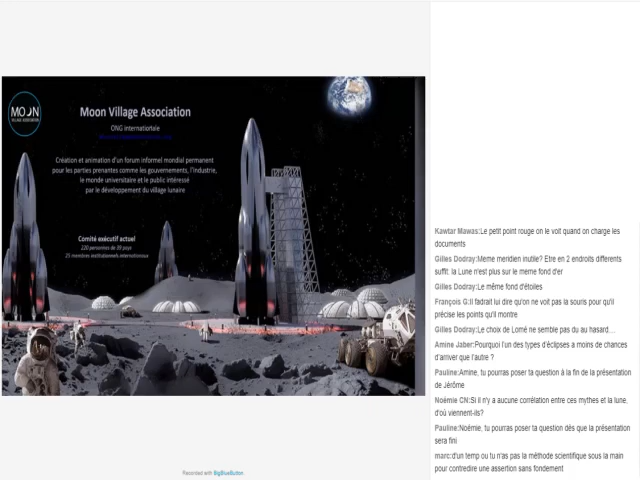 MOON
VILLAGE ASSOCIATION
Moon Village Association
ONG internationale
Création et animation d'un forum informel mondial permanent
pour les parties prenantes comme les gouvernements, l'industrie,
le monde universitaire et le public intéressé
par le développement du village lunaire
Comité exécutif actuel
220 personnes de 39 pays
25 membres institutionnels internationaux
Kawtar Mawas:Le petit point rouge on le voit quand on charge les
documents
Gilles Dodray:Meme meridien inutile? Etre en 2 endroits differents
suffit: la Lune n'est plus sur le meme fond d'er
Gilles Dodray:Le même fond d'étoiles
François G:Il fadrait lui dire qu'on ne voit pas la souris pour qu'il
précise les points qu'il montre
Gilles Dodray:Le choix de Lomé ne semble pas du au hasard....
Amine Jaber:Pourquoi l'un des types d'éclipses a moins de chances
d'arriver que l'autre ?
Pauline:Amine, tu pourras poser ta question à la fin de la présentation
de Jérôme
Noémie CN:Si il n'y a aucune corrélation entre ces mythes et la lune,
d'où viennent-ils?
Pauline:Noémie, tu pourras poser ta question dès que la présentation
sera fini
marc:d'un temp ou tu n'as pas la méthode scientifique sous la main
pour contredire une assertion sans fondement
Recorded with BigBlueButton.